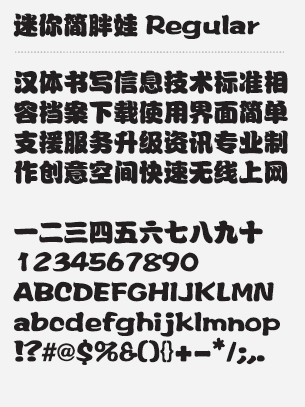 迷你简胖娃 Regular
汉体书写信息技术标准相
容档案下载使用界面简单
支援服务升级资讯专业制
作创意空间快速无线上网
一二三四五六七八九十
1234567890
ABCDEFGHIJKLMN
abcdefghijklmnop
!?#@$%&(){}+-*/;,.